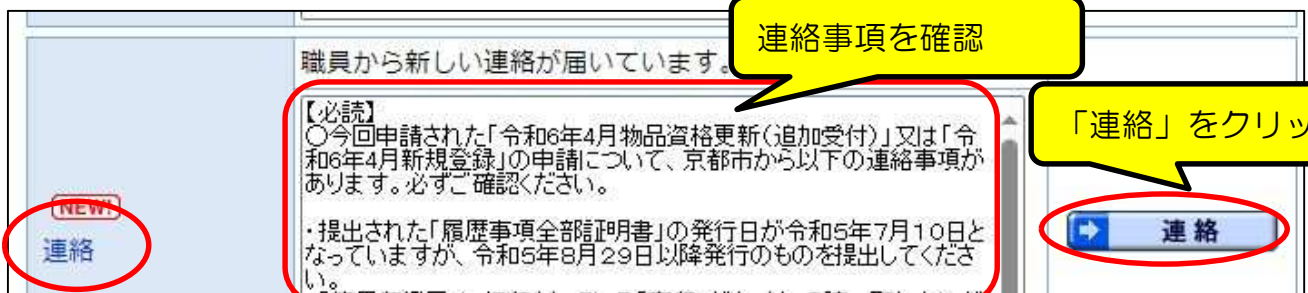 連絡事項を確認
職員から新しい連絡が届いています。
【必読】
○今回申請された「令和6年4月物品資格更新(追加受付)」又は「令
和6年4月新規登録」の申請について、京都市から以下の連絡事項が
あります。必ずご確認ください。
・提出された「履歴事項全部証明書」の発行日が令和5年7月10日と
なっていますが、令和5年8月29日以降発行のものを提出してくださ
い。
「連絡」をクリッ
NEW!
連絡
連絡